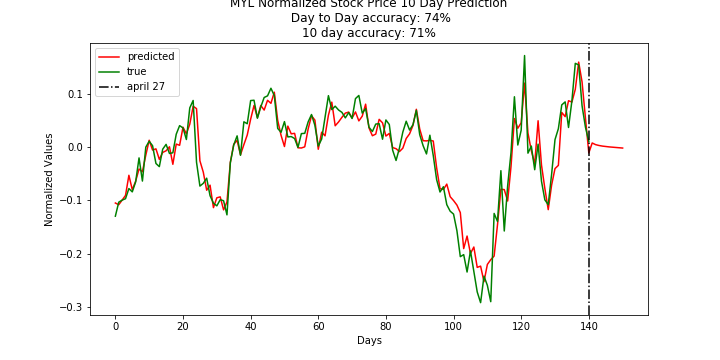 MYL Normalized Stock Price 10 Day Prediction
Day to Day accuracy: 74%
10 day accuracy: 71%
predicted
true
april 27
Normalized Values
0.1
0.0
−0.1
−0.2
−0.3
0 20 40 60 80 100 120 140
Days